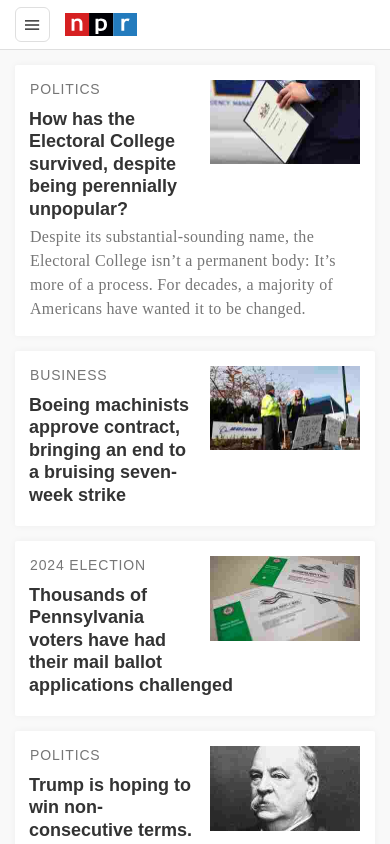 npr
POLITICS
How has the
Electoral College
survived, despite
being perennially
unpopular?
Despite its substantial-sounding name, the
Electoral College isn’t a permanent body: It’s
more of a process. For decades, a majority of
Americans have wanted it to be changed.
BUSINESS
Boeing machinists
approve contract,
bringing an end to
a bruising seven-
week strike
BOEING
2024 ELECTION
Thousands of
Pennsylvania
voters have had
their mail ballot
applications challenged
POLITICS
Trump is hoping to
win non-
consecutive terms.